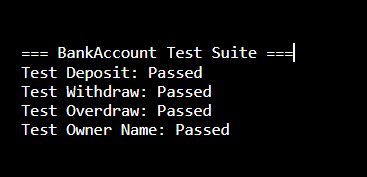 === BankAccount Test Suite ===
Test Deposit: Passed
Test Withdraw: Passed
Test Overdraw: Passed
Test Owner Name: Passed